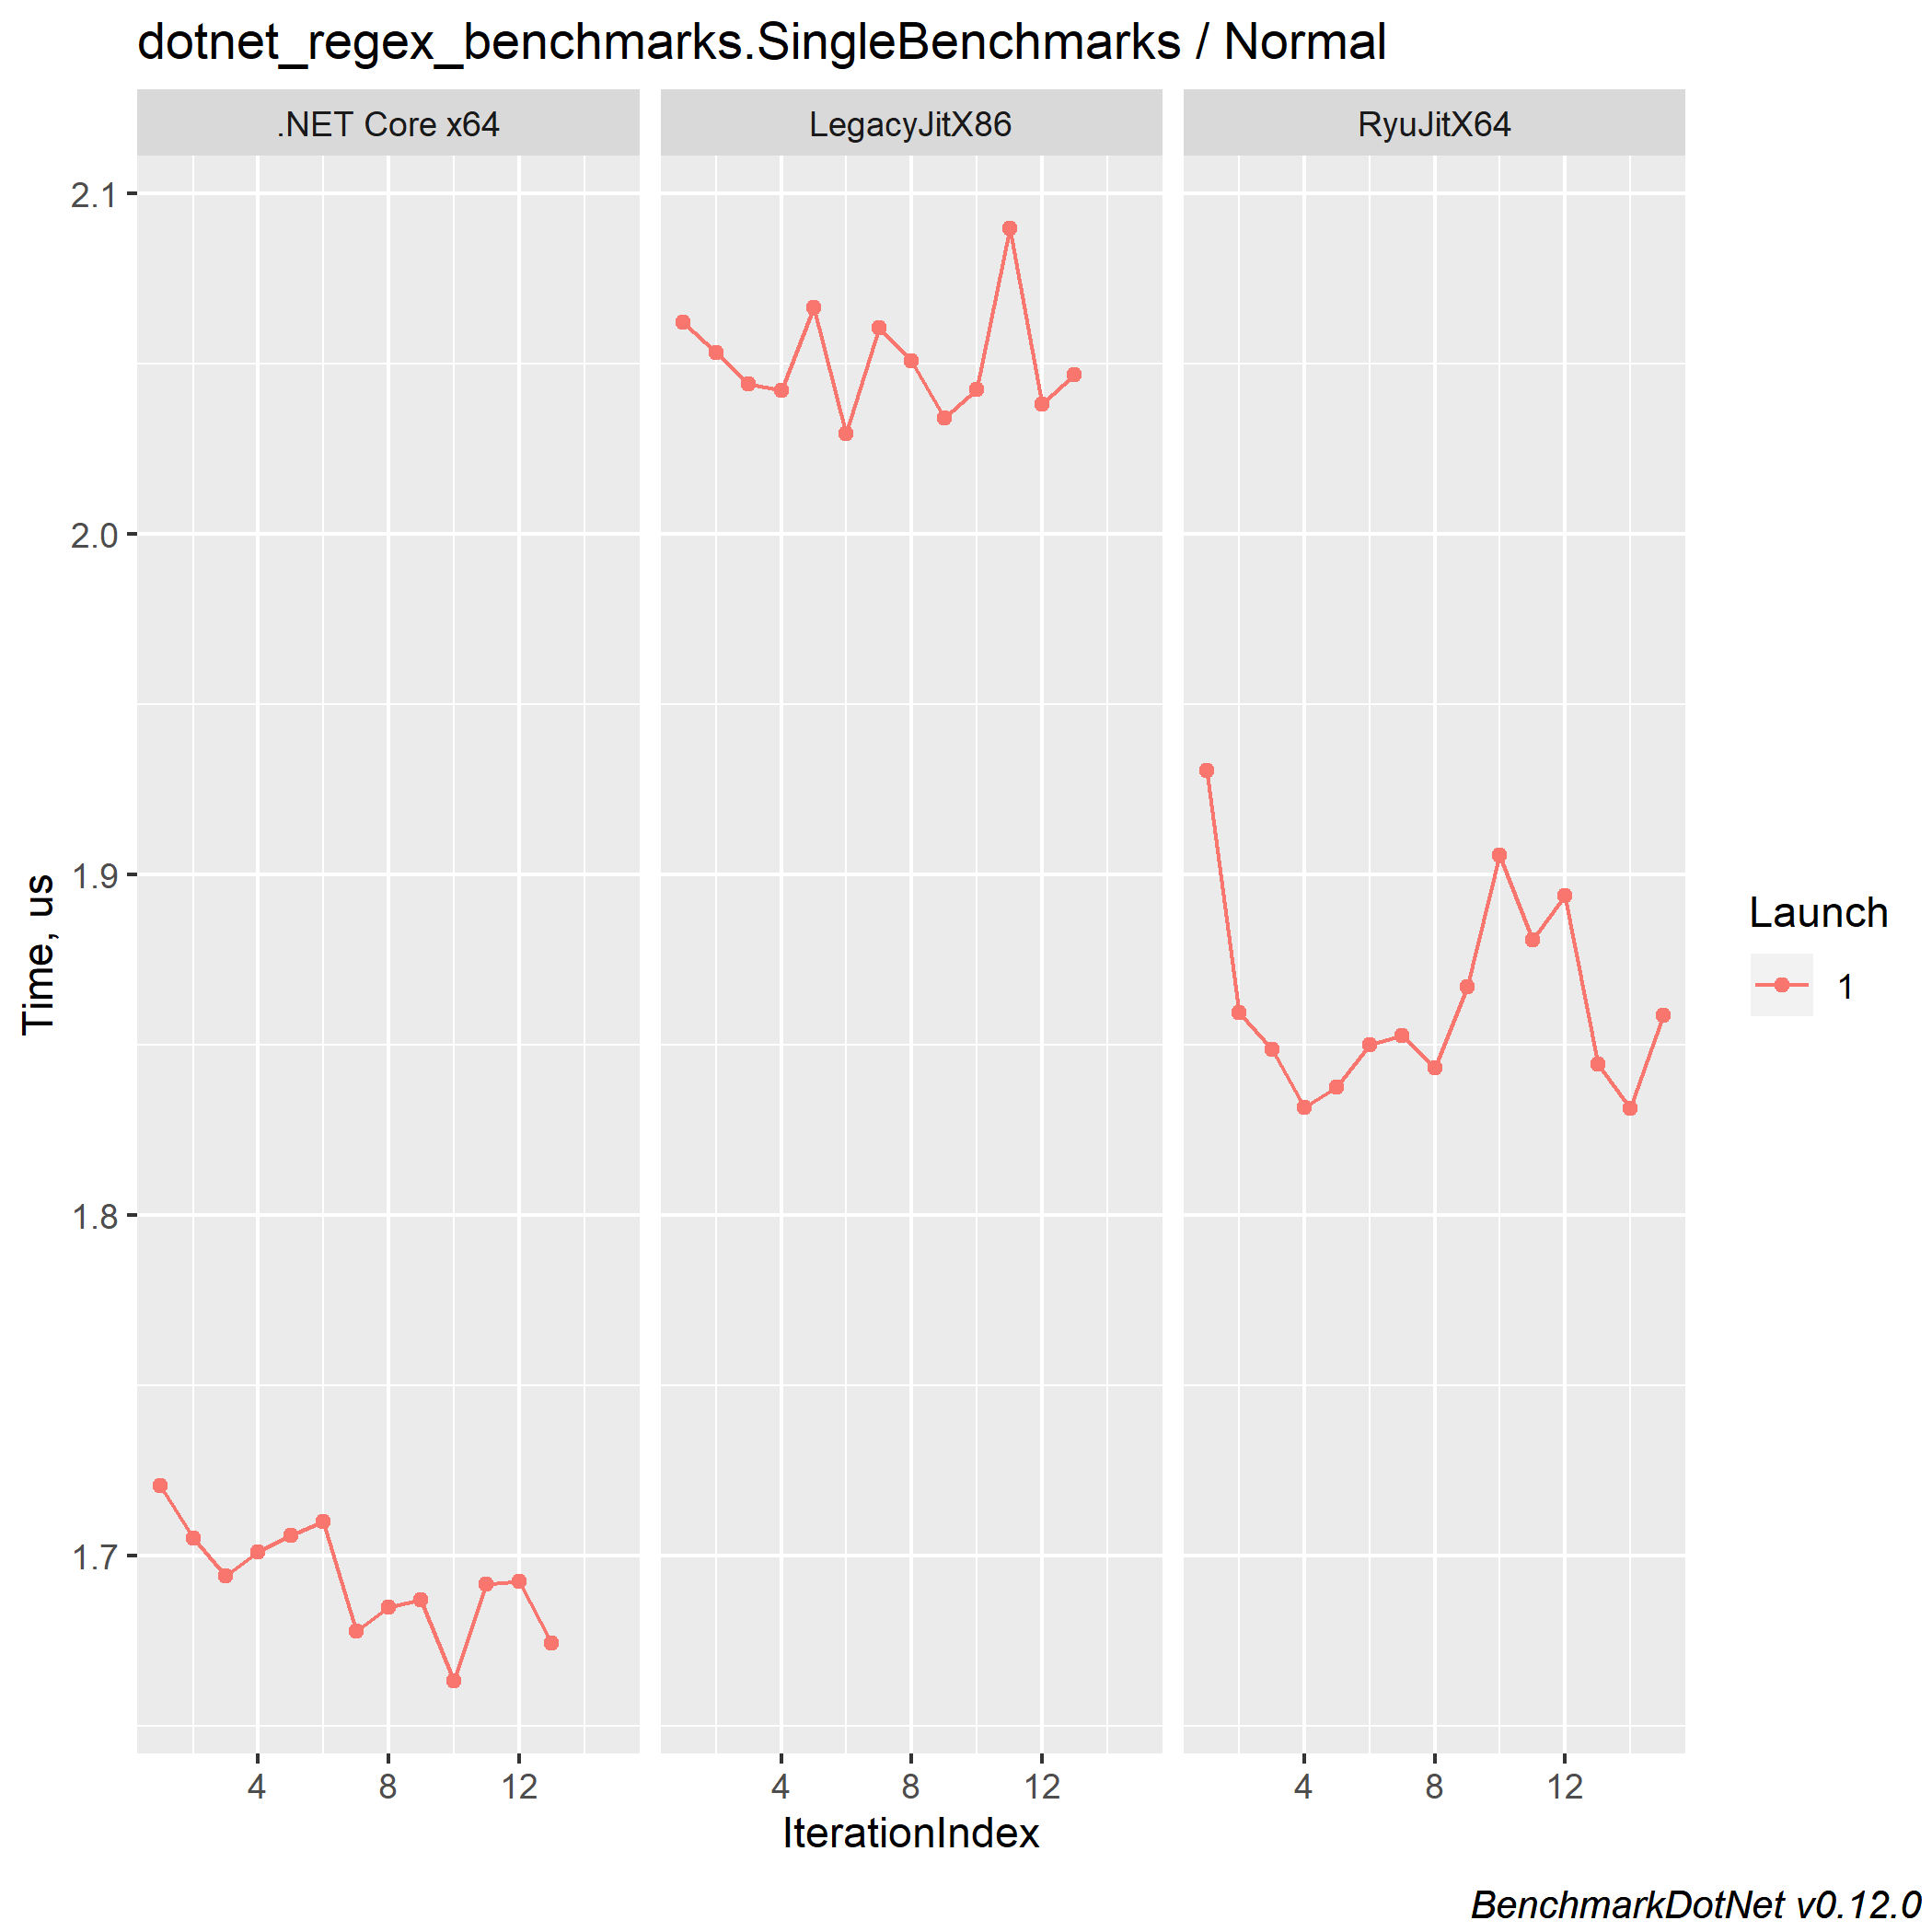 dotnet_regex_benchmarks.SingleBenchmarks / Normal
.NET Core x64
LegacyJitX86
RyuJitX64
2.1
2.0
1.9
1.8
1.7
Time, us
4 8 12
4 8 12
4 8 12
IterationIndex
Launch
1
BenchmarkDotNet v0.12.0